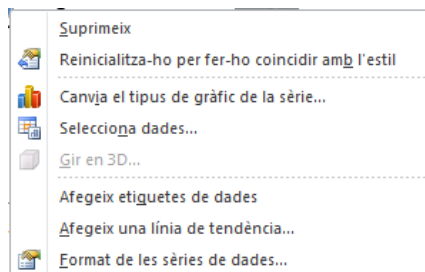 Suprimeix
Reinicialitza-ho per fer-ho coincidir amb l'estil
Canvia el tipus de gràfic de la sèrie...
Selecciona dades...
Gir en 3D...
Afegeix etiquetes de dades
Afegeix una línia de tendència...
Format de les sèries de dades...